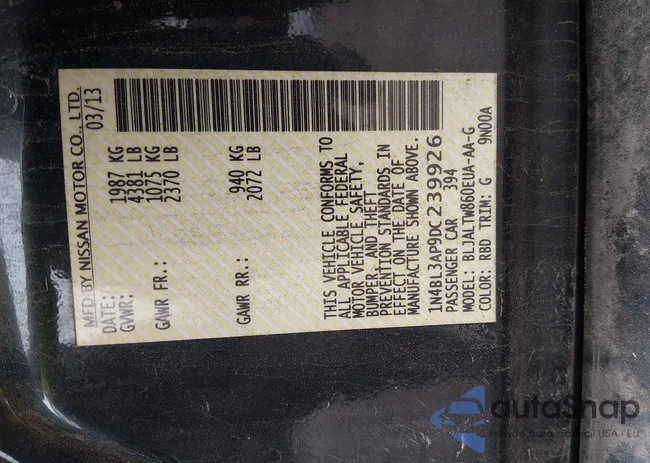 MFD BY NISSAN MOTOR CO., LTD.
DATE: 03/13
GVWR: 1987 KG
4381 LB
GAWR FR.: 1075 KG
2370 LB
GAWR RR.: 940 KG
2072 LB
THIS VEHICLE CONFORMS TO
ALL APPLICABLE FEDERAL
MOTOR VEHICLE SAFETY,
BUMPER, AND THEFT
PREVENTION STANDARDS IN
EFFECT ON THE DATE OF
MANUFACTURE SHOWN ABOVE.
1N4BL3AP9DC239926
PASSENGER CAR 394
MODEL: BLJALTW860EUA-AA-G
COLOR: RBD TRIM: G 9N00A
autoSnap